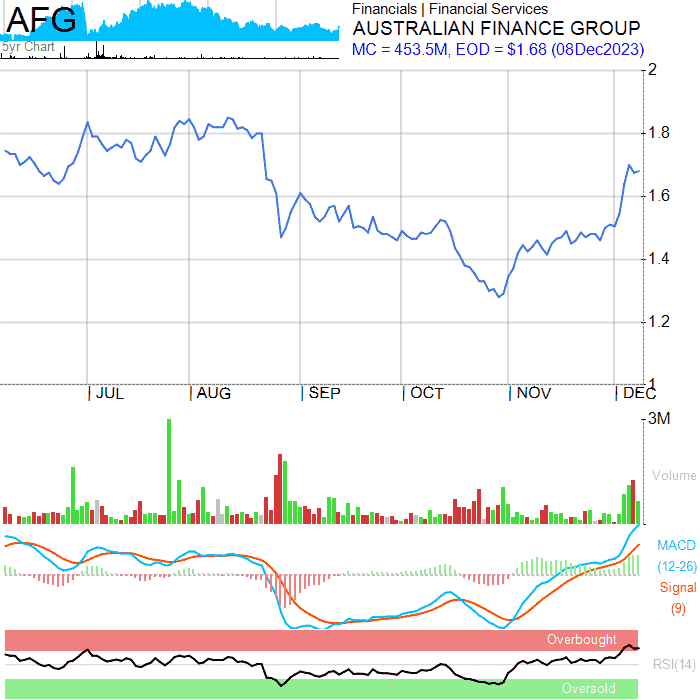 AFG
5yr Chart
Financials | Financial Services
AUSTRALIAN FINANCE GROUP
MC = 453.5M, EOD = $1.68 (08Dec2023)
2
1.8
1.6
1.4
1.2
1
| JUL | AUG | SEP | OCT | NOV | DEC
3M
Volume
MACD
(12-26)
Signal
(9)
Overbought
RSI(14)
Oversold